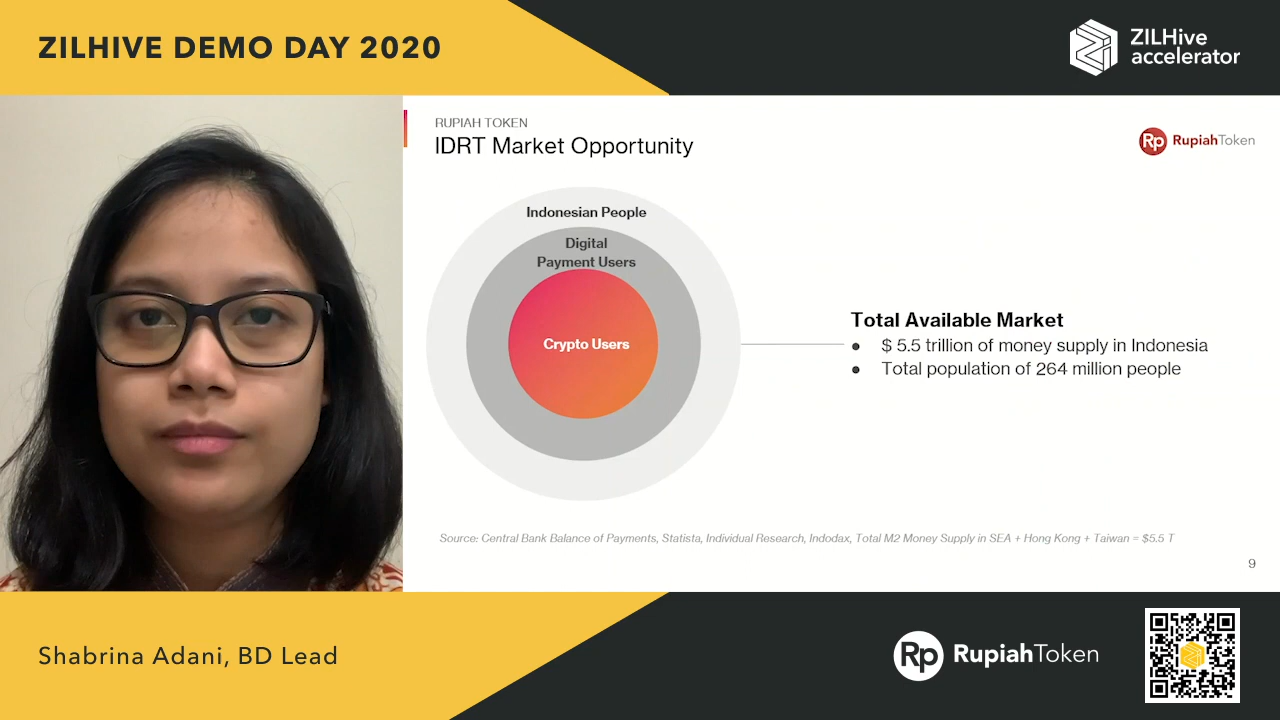 ZILHIVE DEMO DAY 2020
ZILHive
accelerator
RUPIAH TOKEN
IDRT Market Opportunity
Rp RupiahToken
Indonesian People
Digital
Payment Users
Crypto Users
Total Available Market
● $ 5.5 trillion of money supply in Indonesia
● Total population of 264 million people
Source: Central Bank Balance of Payments, Statista, Individual Research, Indodax, Total M2 Money Supply in SEA + Hong Kong + Taiwan = $5.5 T
9
Shabrina Adani, BD Lead
Rp RupiahToken